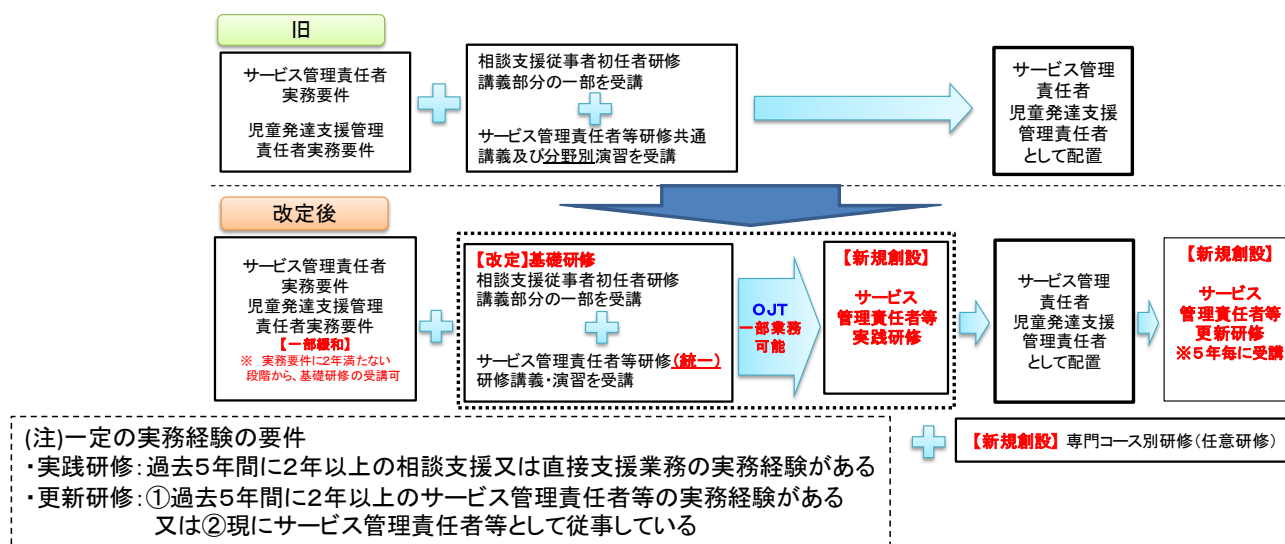 旧
サービス管理責任者
実務要件
児童発達支援管理
責任者実務要件
相談支援従事者初任者研修
講義部分の一部を受講
サービス管理責任者等研修共通
講義及び分野別演習を受講
サービス管理
責任者
児童発達支援
管理責任者
として配置
改定後
サービス管理責任者
実務要件
児童発達支援管理
責任者実務要件
【一部緩和】
※ 実務要件に2年満たない
段階から、基礎研修の受講可
【改定】基礎研修
相談支援従事者初任者研修
講義部分の一部を受講
サービス管理責任者等研修(統一)
研修講義・演習を受講
OJT
一部業務
可能
【新規創設】
サービス
管理責任者等
実践研修
サービス管理
責任者
児童発達支援
管理責任者
として配置
【新規創設】
サービス
管理責任者等
更新研修
※5年毎に受講
(注)一定の実務経験の要件
・実践研修：過去5年間に2年以上の相談支援又は直接支援業務の実務経験がある
・更新研修：①過去5年間に2年以上のサービス管理責任者等の実務経験がある
又は②現にサービス管理責任者等として従事している
【新規創設】 専門コース別研修(任意研修)